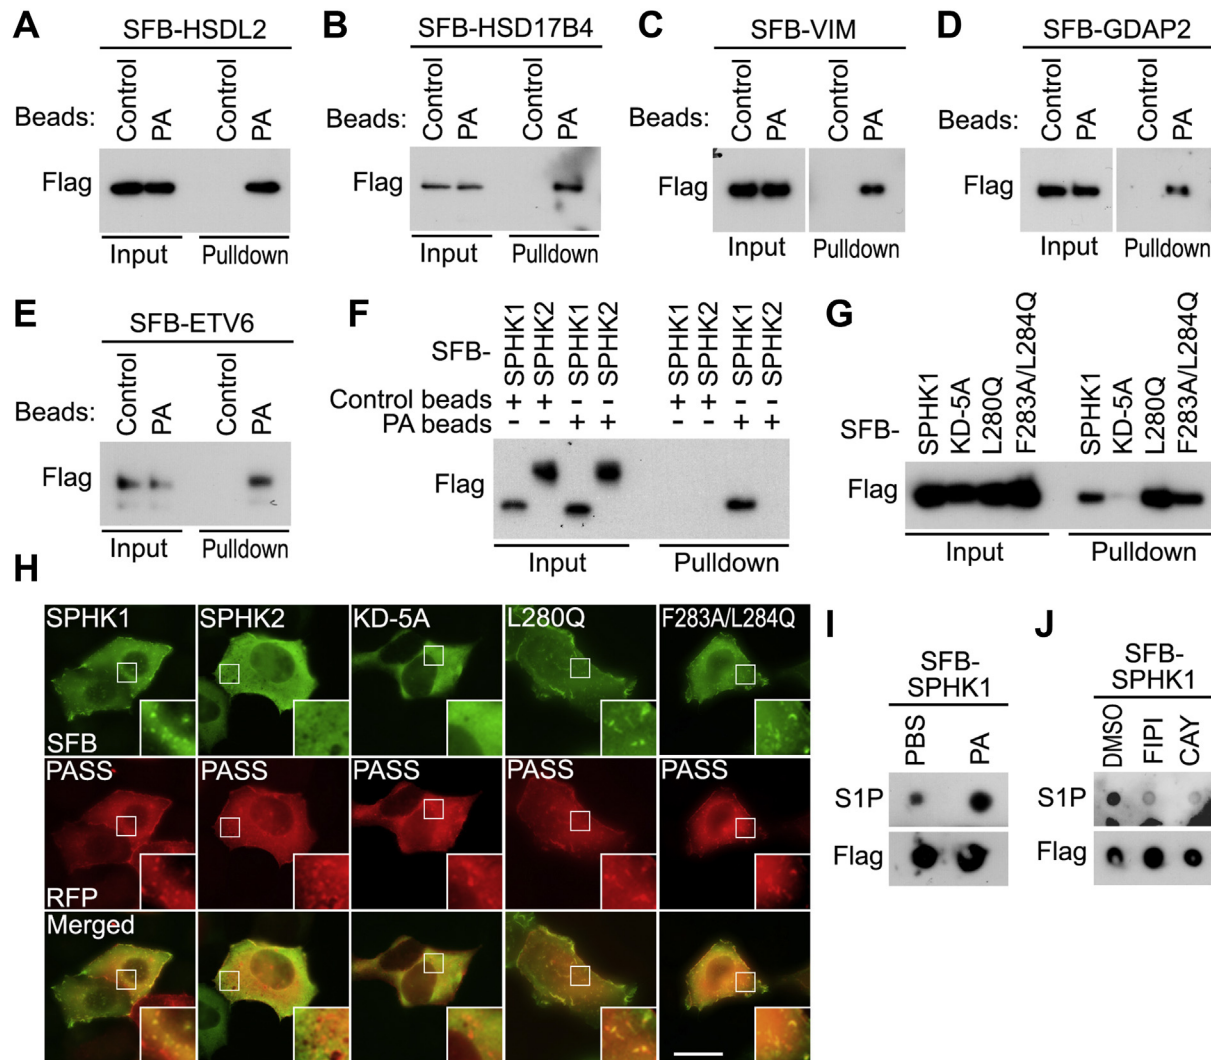 A
SFB-HSDL2
Beads:
Control
PA
Control
PA
Flag
Input
Pulldown
B
SFB-HSD17B4
Beads:
Control
PA
Control
PA
Flag
Input
Pulldown
C
SFB-VIM
Beads:
Control
PA
Control
PA
Flag
Input
Pulldown
D
SFB-GDAP2
Beads:
Control
PA
Control
PA
Flag
Input
Pulldown
E
SFB-ETV6
Beads:
Control
PA
Control
PA
Flag
Input
Pulldown
F
SFB-
SPHK1
SPHK2
SPHK1
SPHK2
SPHK1
SPHK2
SPHK1
SPHK2
Control beads + + - - + + - -
PA beads - - + + - - + +
Flag
Input
Pulldown
G
SFB-
SPHK1
KD-5A
L280Q
F283A/L284Q
SPHK1
KD-5A
L280Q
F283A/L284Q
Flag
Input
Pulldown
H
SPHK1
SPHK2
KD-5A
L280Q
F283A/L284Q
SFB
PASS
PASS
PASS
PASS
PASS
RFP
Merged
I
SFB-
SPHK1
PBS
PA
S1P
Flag
J
SFB-
SPHK1
DMSO
FIPI
CAY
S1P
Flag